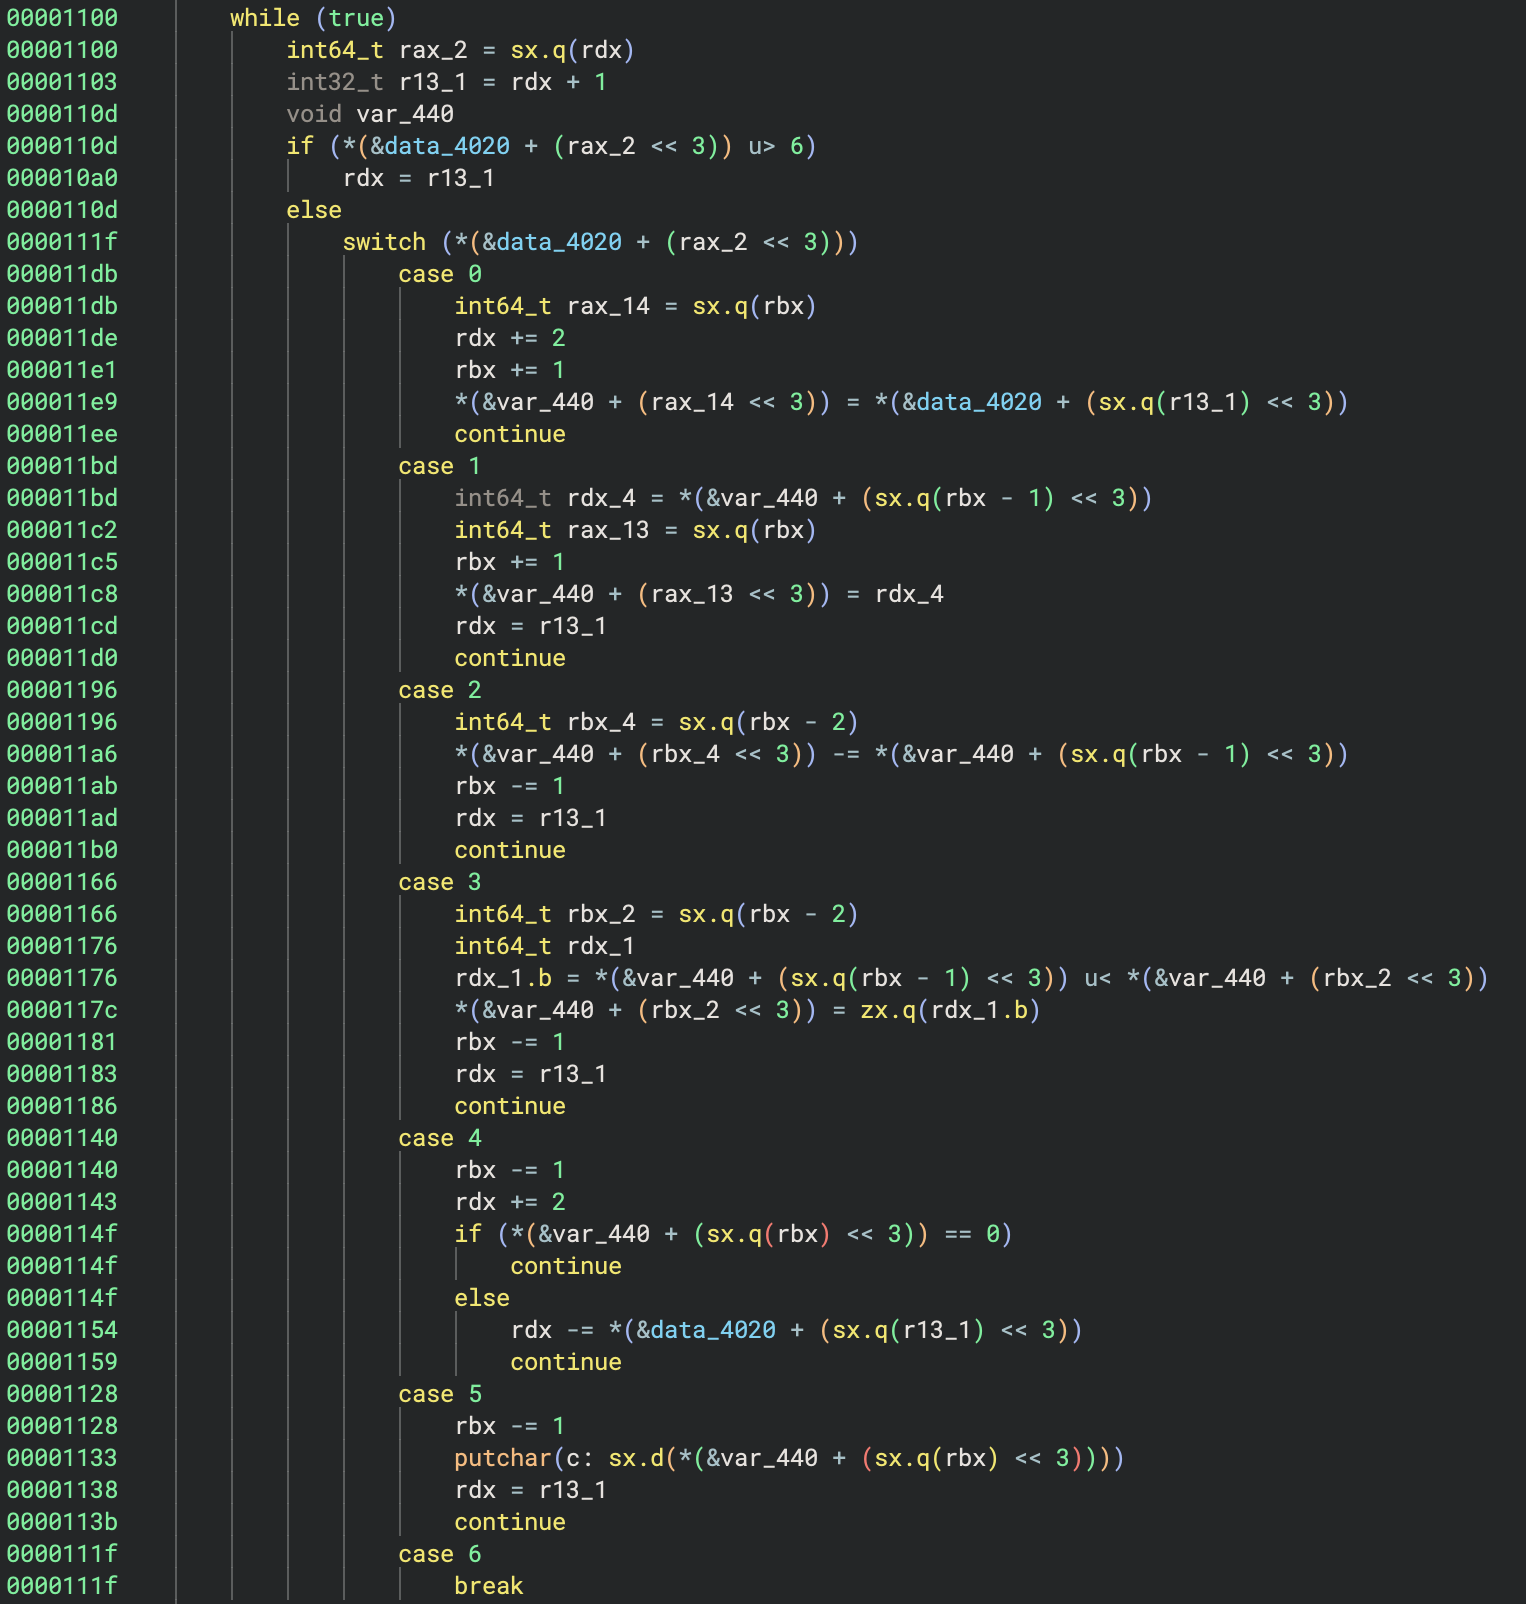 00001100 while (true)
00001100 int64_t rax_2 = sx.q(rdx)
00001103 int32_t r13_1 = rdx + 1
0000110d void var_440
0000110d if (*(&data_4020 + (rax_2 << 3)) u> 6)
000010a0 rdx = r13_1
0000110d else
0000111f switch (*(&data_4020 + (rax_2 << 3)))
000011db case 0
000011db int64_t rax_14 = sx.q(rbx)
000011de rdx += 2
000011e1 rbx += 1
000011e9 *(&var_440 + (rax_14 << 3)) = *(&data_4020 + (sx.q(r13_1) << 3))
000011ee continue
000011bd case 1
000011bd int64_t rdx_4 = *(&var_440 + (sx.q(rbx - 1) << 3))
000011c2 int64_t rax_13 = sx.q(rbx)
000011c5 rbx += 1
000011c8 *(&var_440 + (rax_13 << 3)) = rdx_4
000011cd rdx = r13_1
000011d0 continue
00001196 case 2
00001196 int64_t rbx_4 = sx.q(rbx - 2)
000011a6 *(&var_440 + (rbx_4 << 3)) -= *(&var_440 + (sx.q(rbx - 1) << 3))
000011ab rbx -= 1
000011ad rdx = r13_1
000011b0 continue
00001166 case 3
00001166 int64_t rbx_2 = sx.q(rbx - 2)
00001176 int64_t rdx_1
00001176 rdx_1.b = *(&var_440 + (sx.q(rbx - 1) << 3)) u< *(&var_440 + (rbx_2 << 3))
0000117c *(&var_440 + (rbx_2 << 3)) = zx.q(rdx_1.b)
00001181 rbx -= 1
00001183 rdx = r13_1
00001186 continue
00001140 case 4
00001140 rbx -= 1
00001143 rdx += 2
0000114f if (*(&var_440 + (sx.q(rbx) << 3)) == 0)
0000114f continue
0000114f else
00001154 rdx -= *(&data_4020 + (sx.q(r13_1) << 3))
00001159 continue
00001128 case 5
00001128 rbx -= 1
00001133 putchar(c: sx.d(*(&var_440 + (sx.q(rbx) << 3))))
00001138 rdx = r13_1
0000113b continue
0000111f case 6
0000111f break